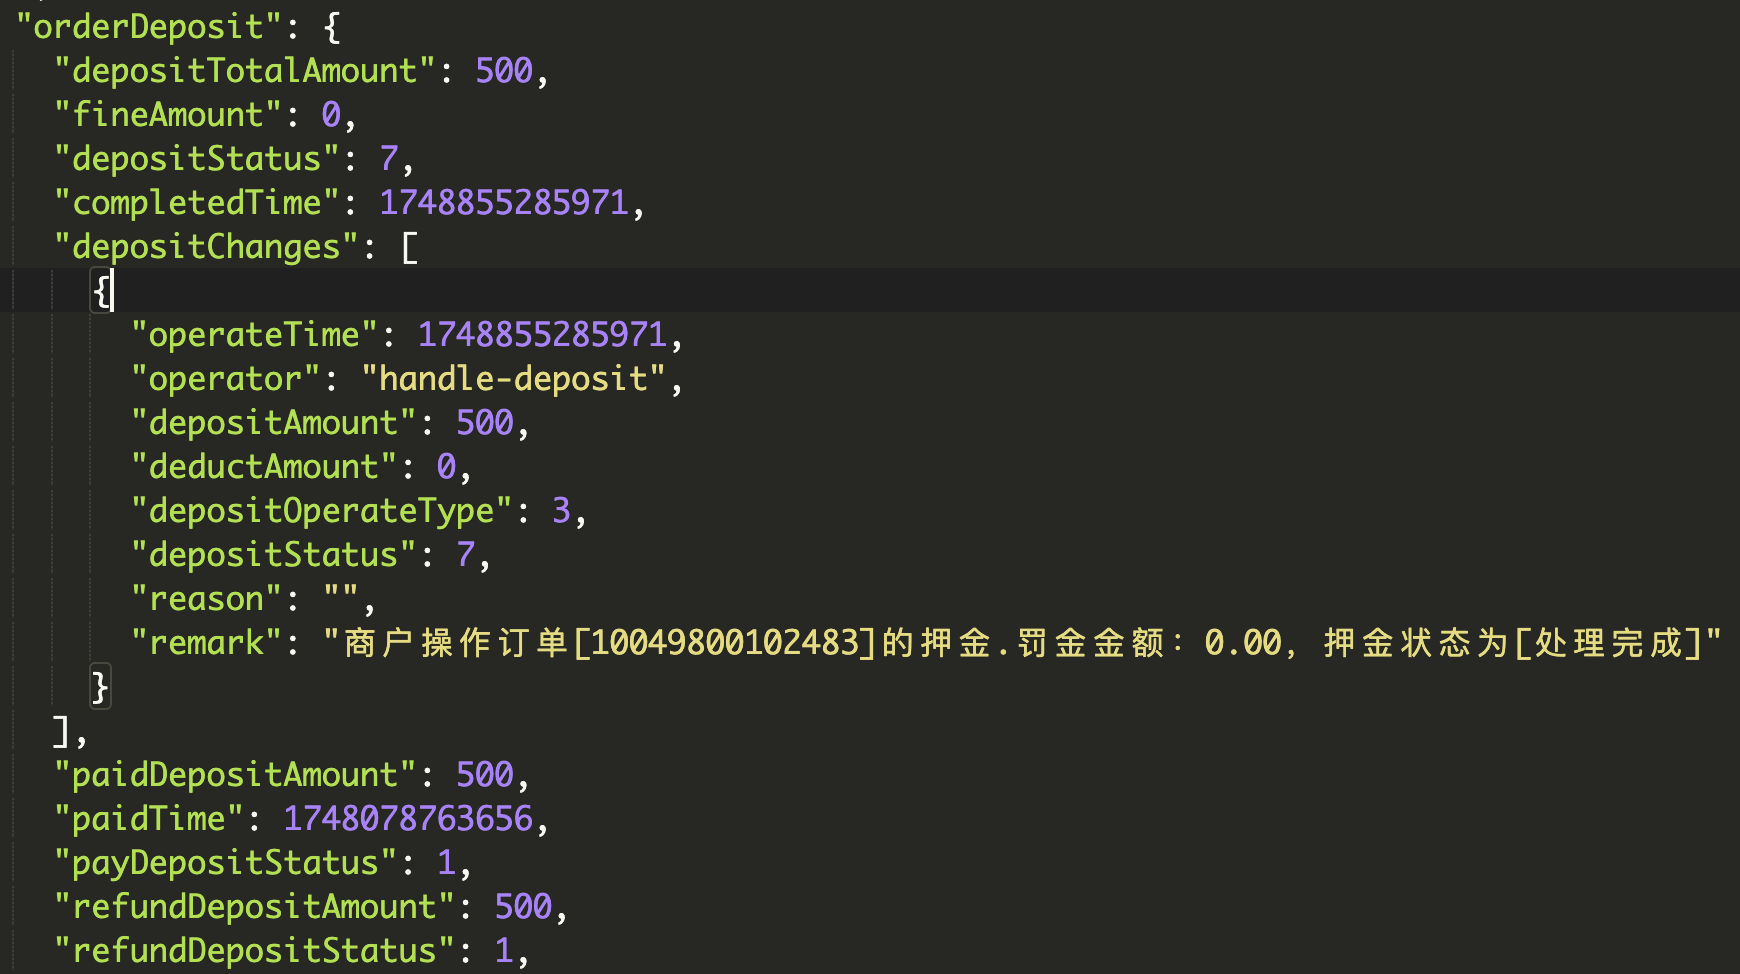 "orderDeposit": {
"depositTotalAmount": 500,
"fineAmount": 0,
"depositStatus": 7,
"completedTime": 1748855285971,
"depositChanges": [
{
"operateTime": 1748855285971,
"operator": "handle-deposit",
"depositAmount": 500,
"deductAmount": 0,
"depositOperateType": 3,
"depositStatus": 7,
"reason": "",
"remark": "商户操作订单[10049800102483]的押金.罚金金额：0.00, 押金状态为[处理完成]"
}
],
"paidDepositAmount": 500,
"paidTime": 1748078763656,
"payDepositStatus": 1,
"refundDepositAmount": 500,
"refundDepositStatus": 1,